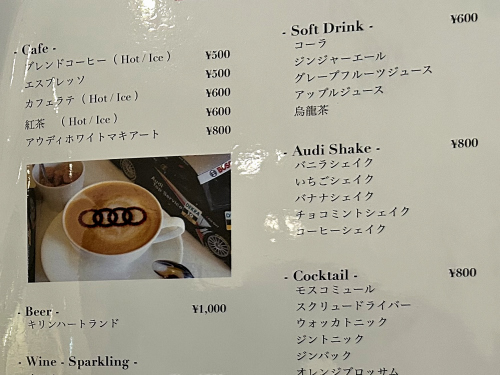 - Cafe -
ブレンドコーヒー ( Hot / Ice ) ¥500
エスプレッソ ¥500
カフェラテ ( Hot / Ice ) ¥600
紅茶 ( Hot / Ice ) ¥600
アウディホワイトマキアート ¥800
- Beer - ¥1,000
キリンハートランド
- Wine - Sparkling -
- Soft Drink - ¥600
コーラ
ジンジャーエール
グレープフルーツジュース
アップルジュース
烏龍茶
- Audi Shake - ¥800
バニラシェイク
いちごシェイク
バナナシェイク
チョコミントシェイク
コーヒーシェイク
- Cocktail - ¥800
モスコミュール
スクリュードライバー
ウォッカトニック
ジントニック
ジンバック
オレンジブロッサム